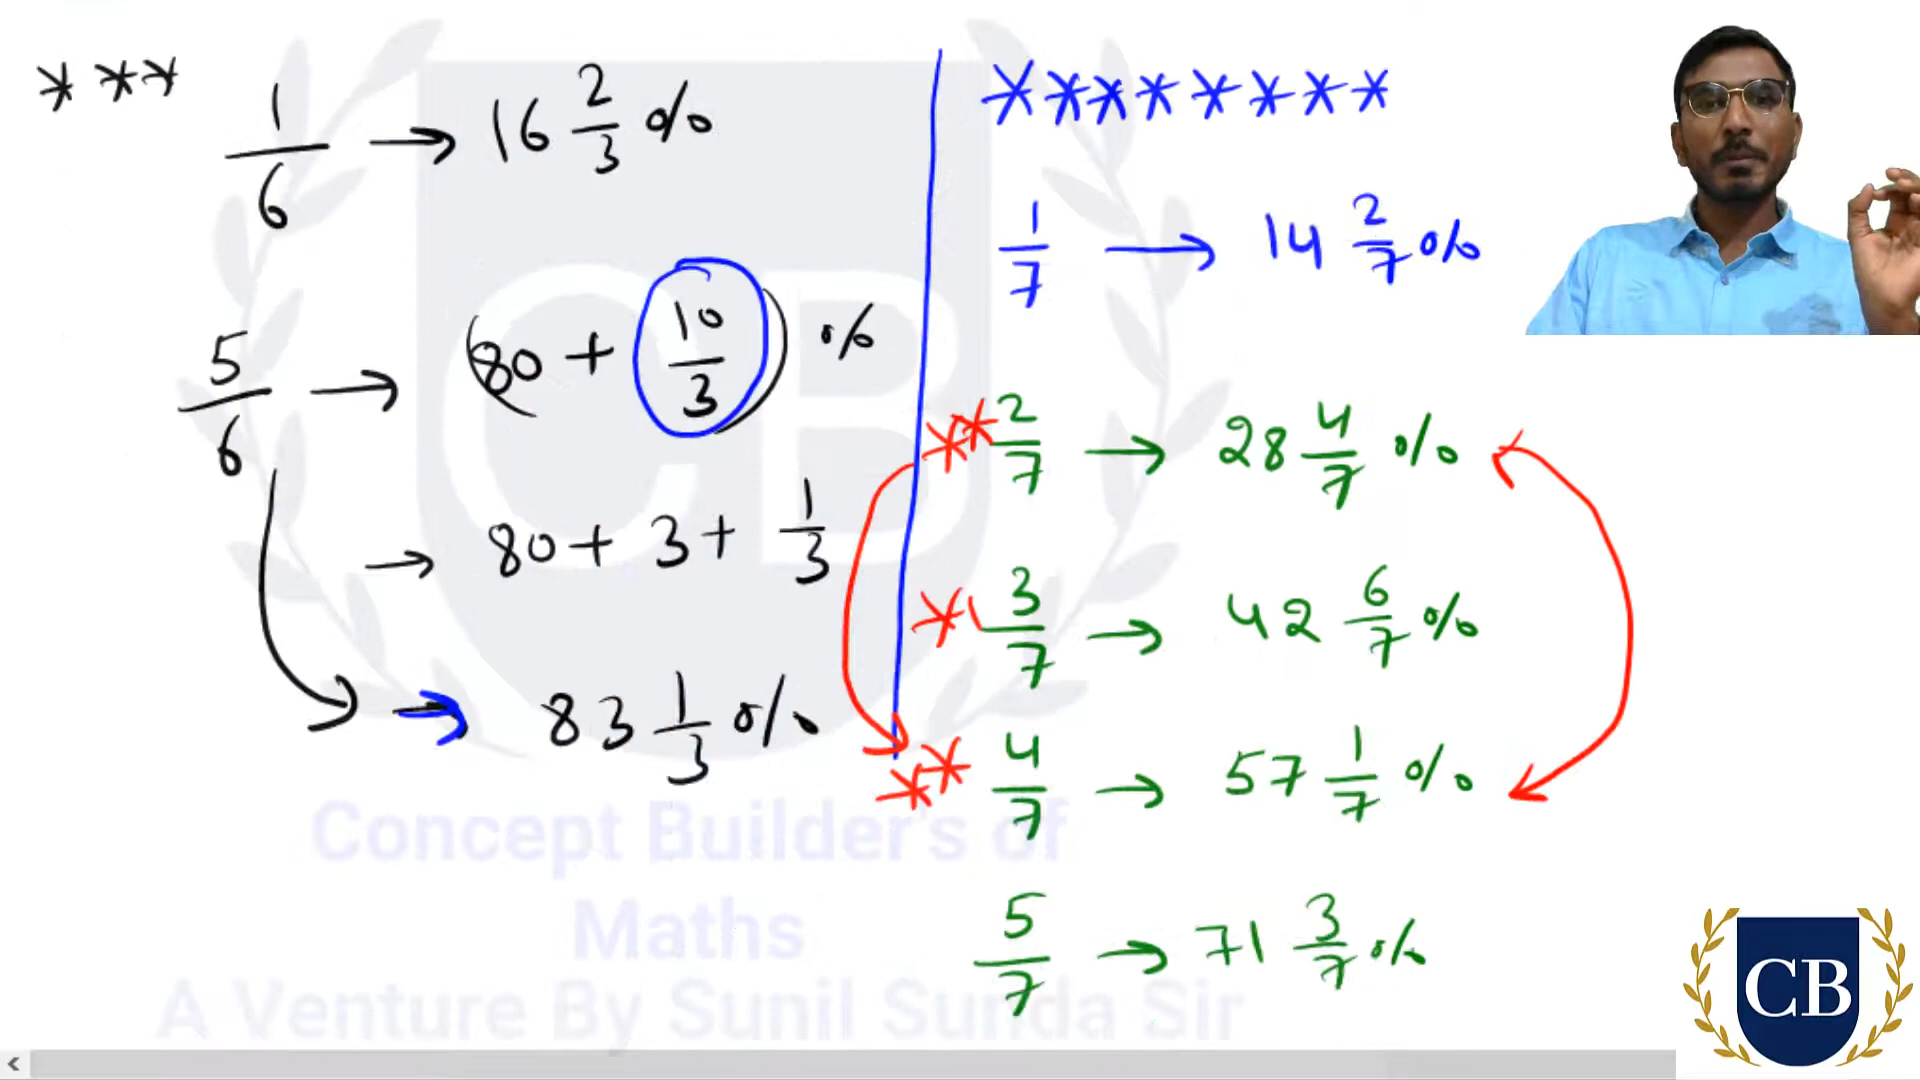 ***
1/6 → 16 2/3 %
5/6 → (80 + 10/3) %
→ 80 + 3 + 1/3
→ 83 1/3 %
********
1/7 → 14 2/7 %
** 2/7 → 28 4/7 %
* 3/7 → 42 6/7 %
** 4/7 → 57 1/7 %
5/7 → 71 3/7 %
CB
Concept Builder's of
Maths
A Venture By Sunil Sunda Sir
CB